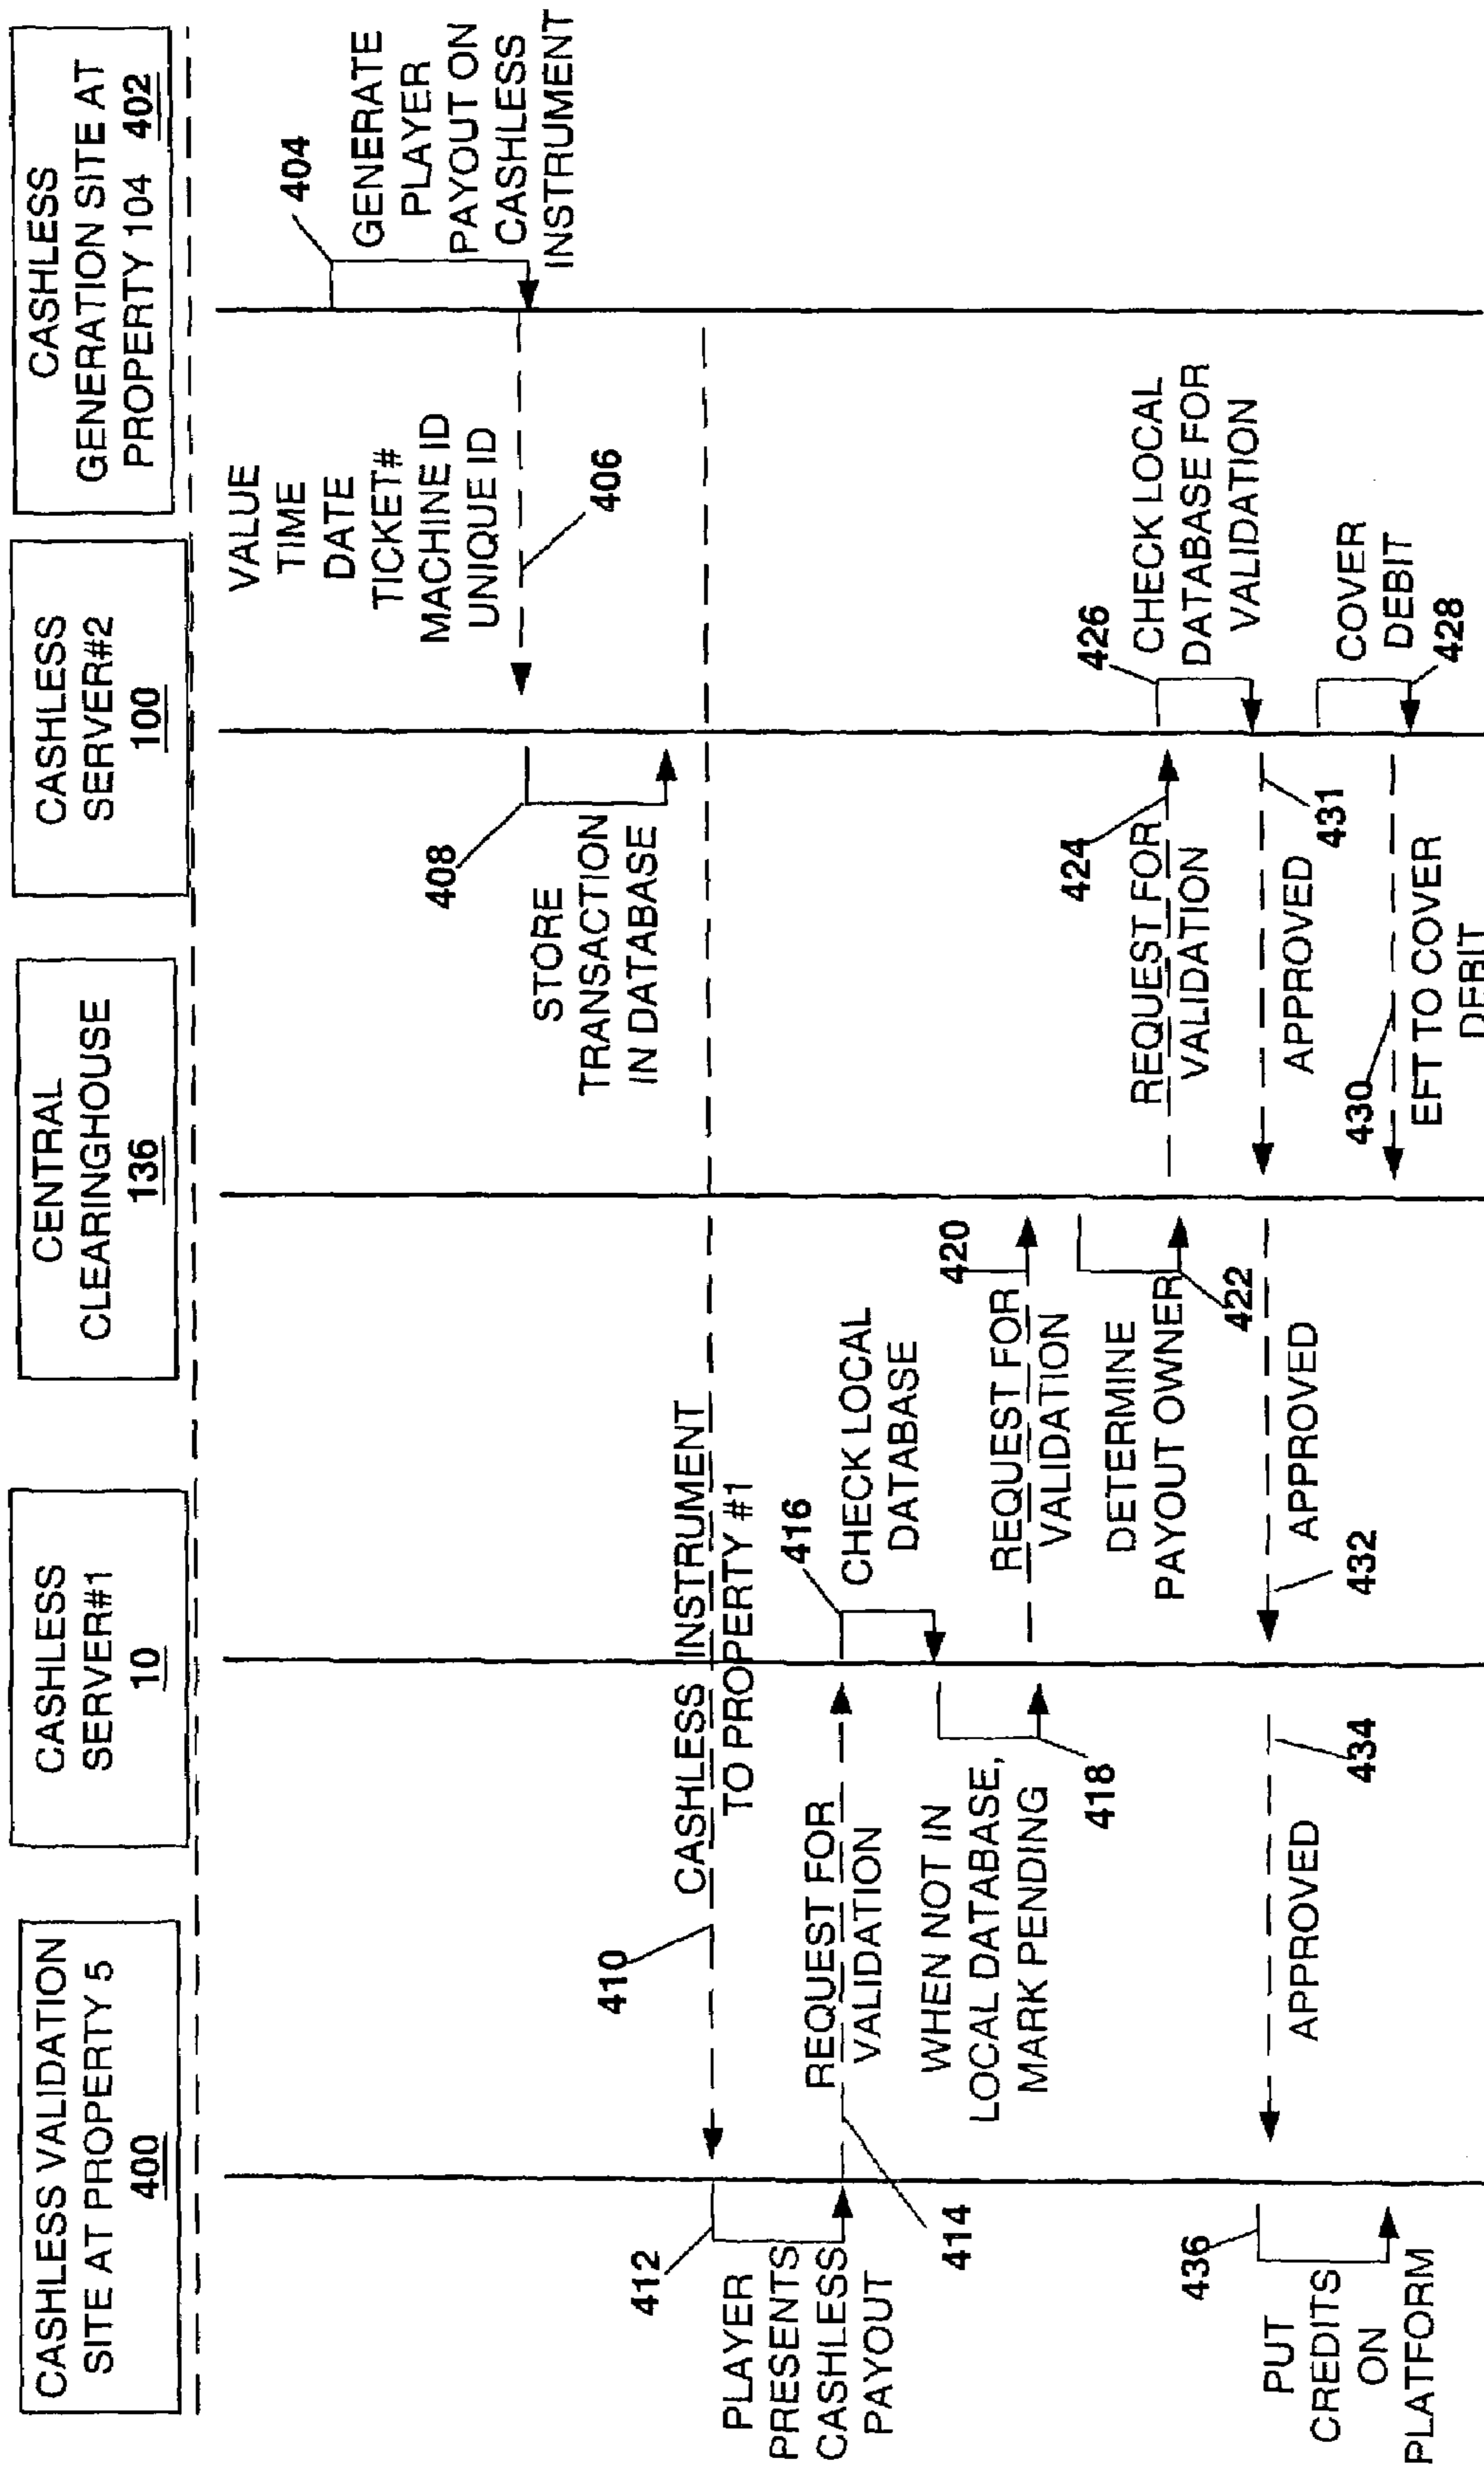 CASHLESS VALIDATION
SITE AT PROPERTY 5
400
CASHLESS
SERVER#1
10
CENTRAL
CLEARINGHOUSE
136
CASHLESS
SERVER#2
100
CASHLESS
GENERATION SITE AT
PROPERTY 104 402
404
GENERATE
PLAYER
PAYOUT ON
CASHLESS
INSTRUMENT
VALUE
TIME
DATE
TICKET#
MACHINE ID
UNIQUE ID
406
408
STORE
TRANSACTION
IN DATABASE
410
CASHLESS INSTRUMENT
TO PROPERTY #1
412
PLAYER
PRESENTS
CASHLESS
PAYOUT
414
REQUEST FOR
VALIDATION
416
CHECK LOCAL
DATABASE
WHEN NOT IN
LOCAL DATABASE,
MARK PENDING
418
420
REQUEST FOR
VALIDATION
DETERMINE
PAYOUT OWNER
422
424
REQUEST FOR
VALIDATION
426
CHECK LOCAL
DATABASE FOR
VALIDATION
431
APPROVED
COVER
DEBIT
428
430
EFT TO COVER
DEBIT
APPROVED
432
434
APPROVED
436
PUT
CREDITS
ON
PLATFORM